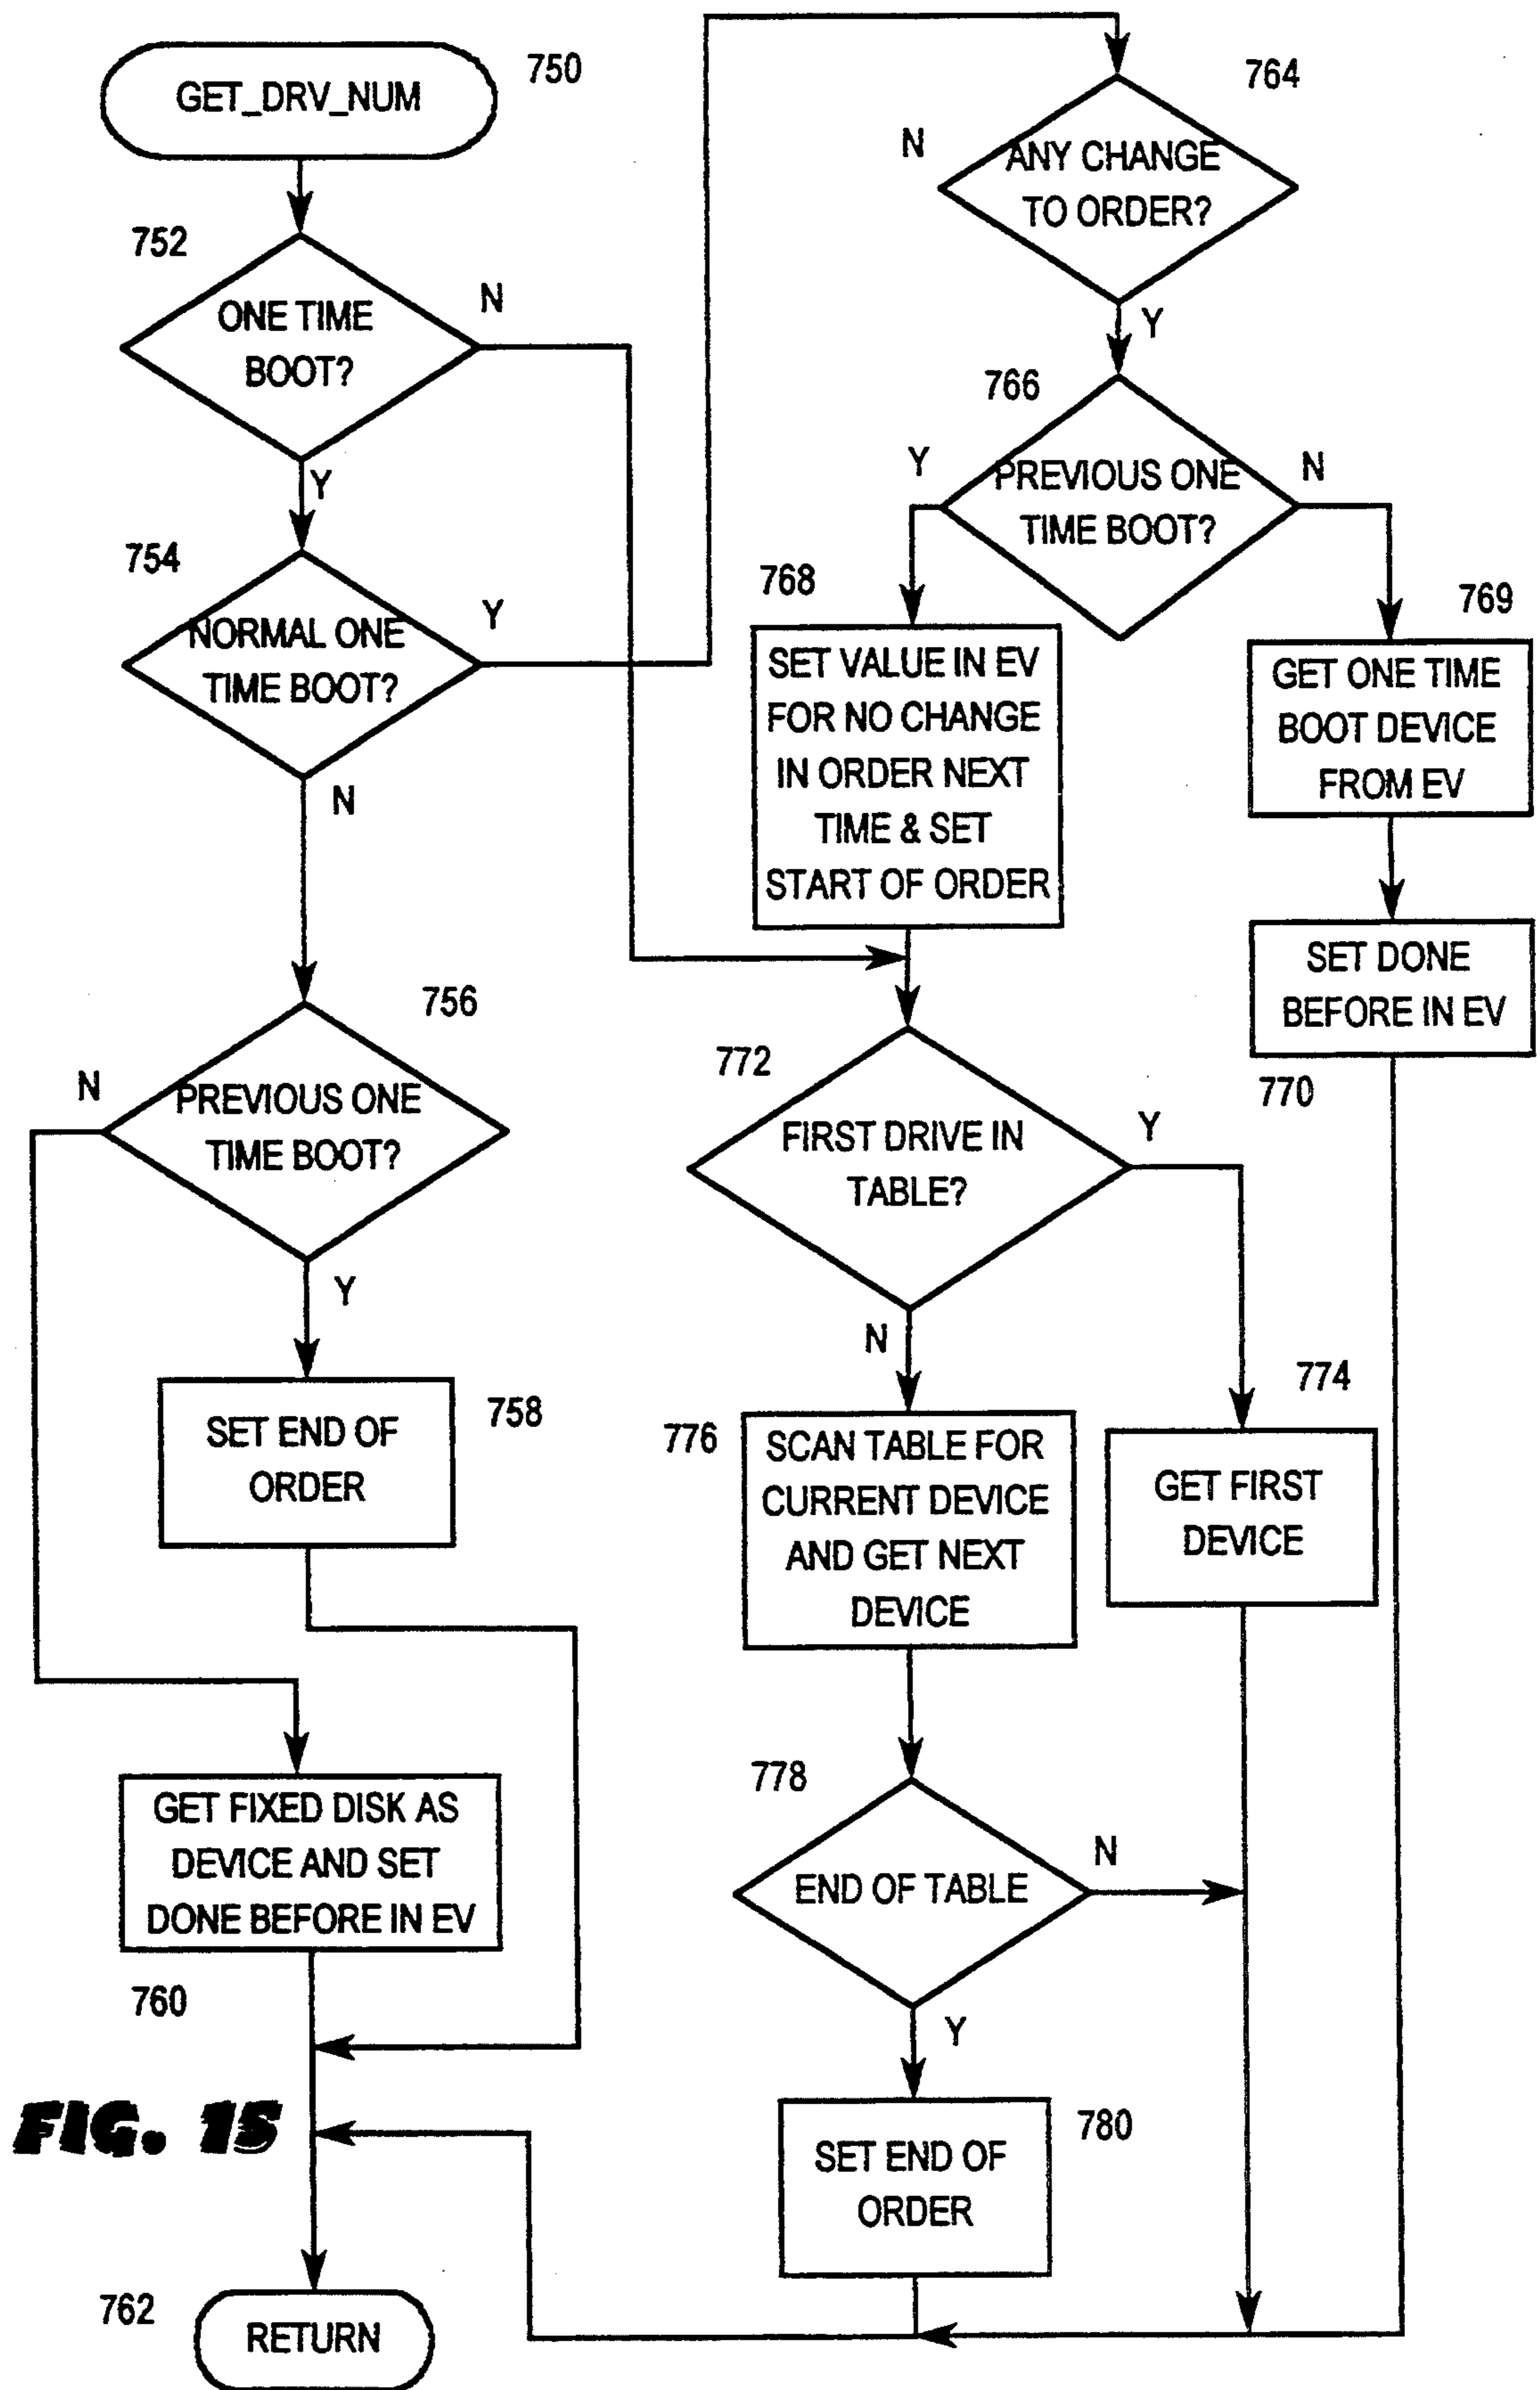 GET_DRV_NUM
750
752
ONE TIME
BOOT?
N
Y
754
NORMAL ONE
TIME BOOT?
Y
N
756
N
PREVIOUS ONE
TIME BOOT?
Y
SET END OF
ORDER
758
GET FIXED DISK AS
DEVICE AND SET
DONE BEFORE IN EV
760
FIG. 15
762
RETURN
764
N
ANY CHANGE
TO ORDER?
Y
766
Y
PREVIOUS ONE
TIME BOOT?
N
768
SET VALUE IN EV
FOR NO CHANGE
IN ORDER NEXT
TIME & SET
START OF ORDER
769
GET ONE TIME
BOOT DEVICE
FROM EV
SET DONE
BEFORE IN EV
770
772
FIRST DRIVE IN
TABLE?
Y
N
774
GET FIRST
DEVICE
776
SCAN TABLE FOR
CURRENT DEVICE
AND GET NEXT
DEVICE
778
END OF TABLE
N
Y
SET END OF
ORDER
780